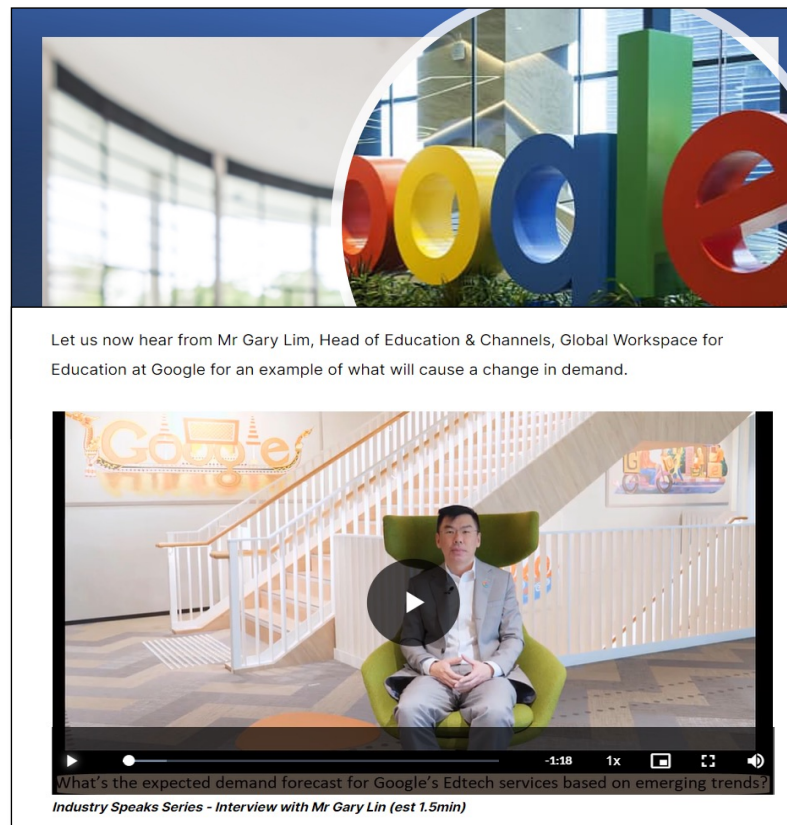 oogle
Let us now hear from Mr Gary Lim, Head of Education & Channels, Global Workspace for
Education at Google for an example of what will cause a change in demand.
Google
-1:18
1x
What's the expected demand forecast for Google's Edtech services based on emerging trends?
Industry Speaks Series - Interview with Mr Gary Lin (est 1.5min)